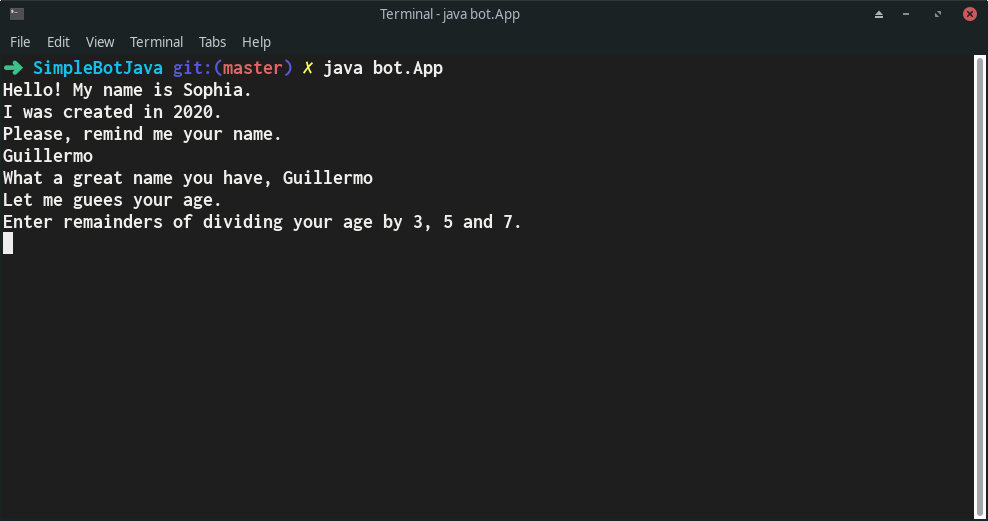 Terminal - java bot.App
File Edit View Terminal Tabs Help
➜ SimpleBotJava git:(master) ✗ java bot.App
Hello! My name is Sophia.
I was created in 2020.
Please, remind me your name.
Guillermo
What a great name you have, Guillermo
Let me guees your age.
Enter remainders of dividing your age by 3, 5 and 7.